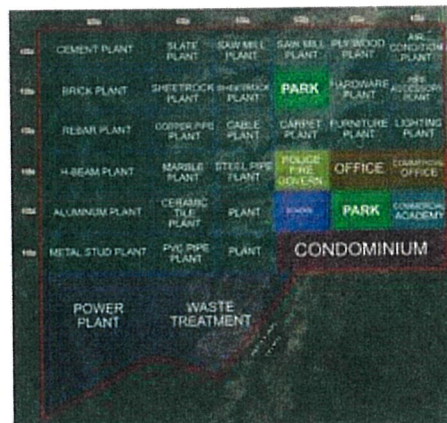 CEMENT PLANT
SLATE PLANT
SAW MILL PLANT
SAW MILL PLANT
PLYWOOD PLANT
AIR CONDITION PLANT
BRICK PLANT
SHEETROCK PLANT
SHEETROCK PLANT
PARK
HARDWARE PLANT
ACCESSORY PLANT
REBAR PLANT
COPPER PIPE PLANT
CABLE PLANT
CARPET PLANT
FURNITURE PLANT
LIGHTING PLANT
H-BEAM PLANT
MARBLE PLANT
STEEL PIPE PLANT
POLICE FIRE GOVERN.
OFFICE
COMMERCIAL OFFICE
ALUMINUM PLANT
CERAMIC TILE PLANT
PLANT
SCHOOL
PARK
COMMERCIAL ACADEMY
METAL STUD PLANT
PVC PIPE PLANT
PLANT
CONDOMINIUM
POWER PLANT
WASTE TREATMENT